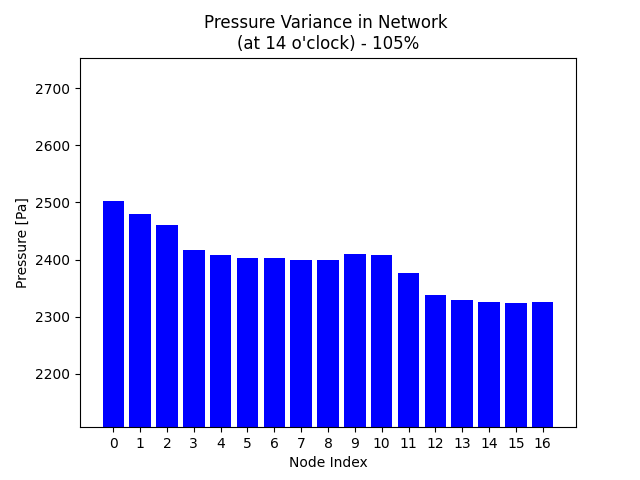 Pressure Variance in Network
(at 14 o'clock) - 105%
2700
2600
2500
2400
2300
2200
Pressure [Pa]
0 1 2 3 4 5 6 7 8 9 10 11 12 13 14 15 16
Node Index